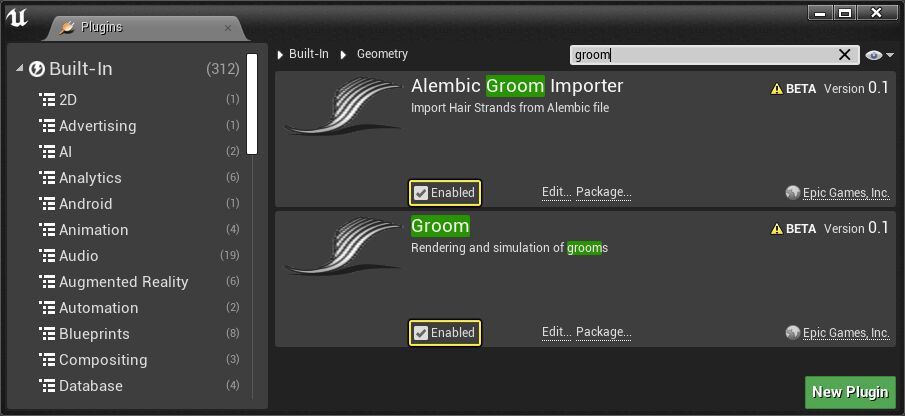 Plugins
Built-In
Geometry
groom
Built-In (312)
2D (1)
Advertising (1)
AI (2)
Analytics (6)
Android (1)
Animation (4)
Audio (19)
Augmented Reality (6)
Automation (2)
Blueprints (8)
Compositing (3)
Database (4)
Alembic Groom Importer
BETA Version 0.1
Import Hair Strands from Alembic file
Enabled
Edit... Package...
Epic Games, Inc.
Groom
BETA Version 0.1
Rendering and simulation of grooms
Enabled
Edit... Package...
Epic Games, Inc.
New Plugin